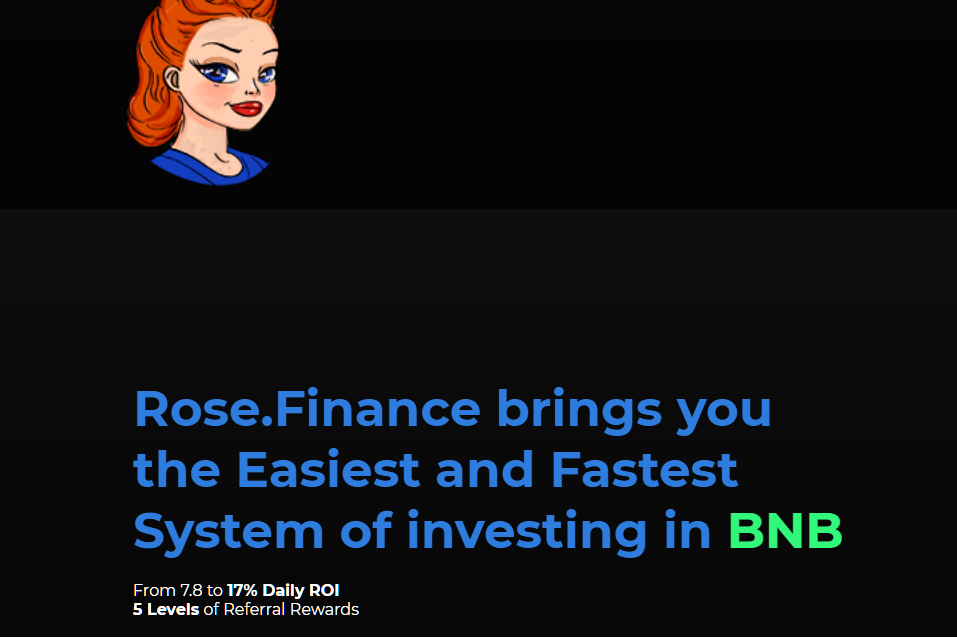 Rose.Finance brings you
the Easiest and Fastest
System of investing in BNB
From 7.8 to 17% Daily ROI
5 Levels of Referral Rewards